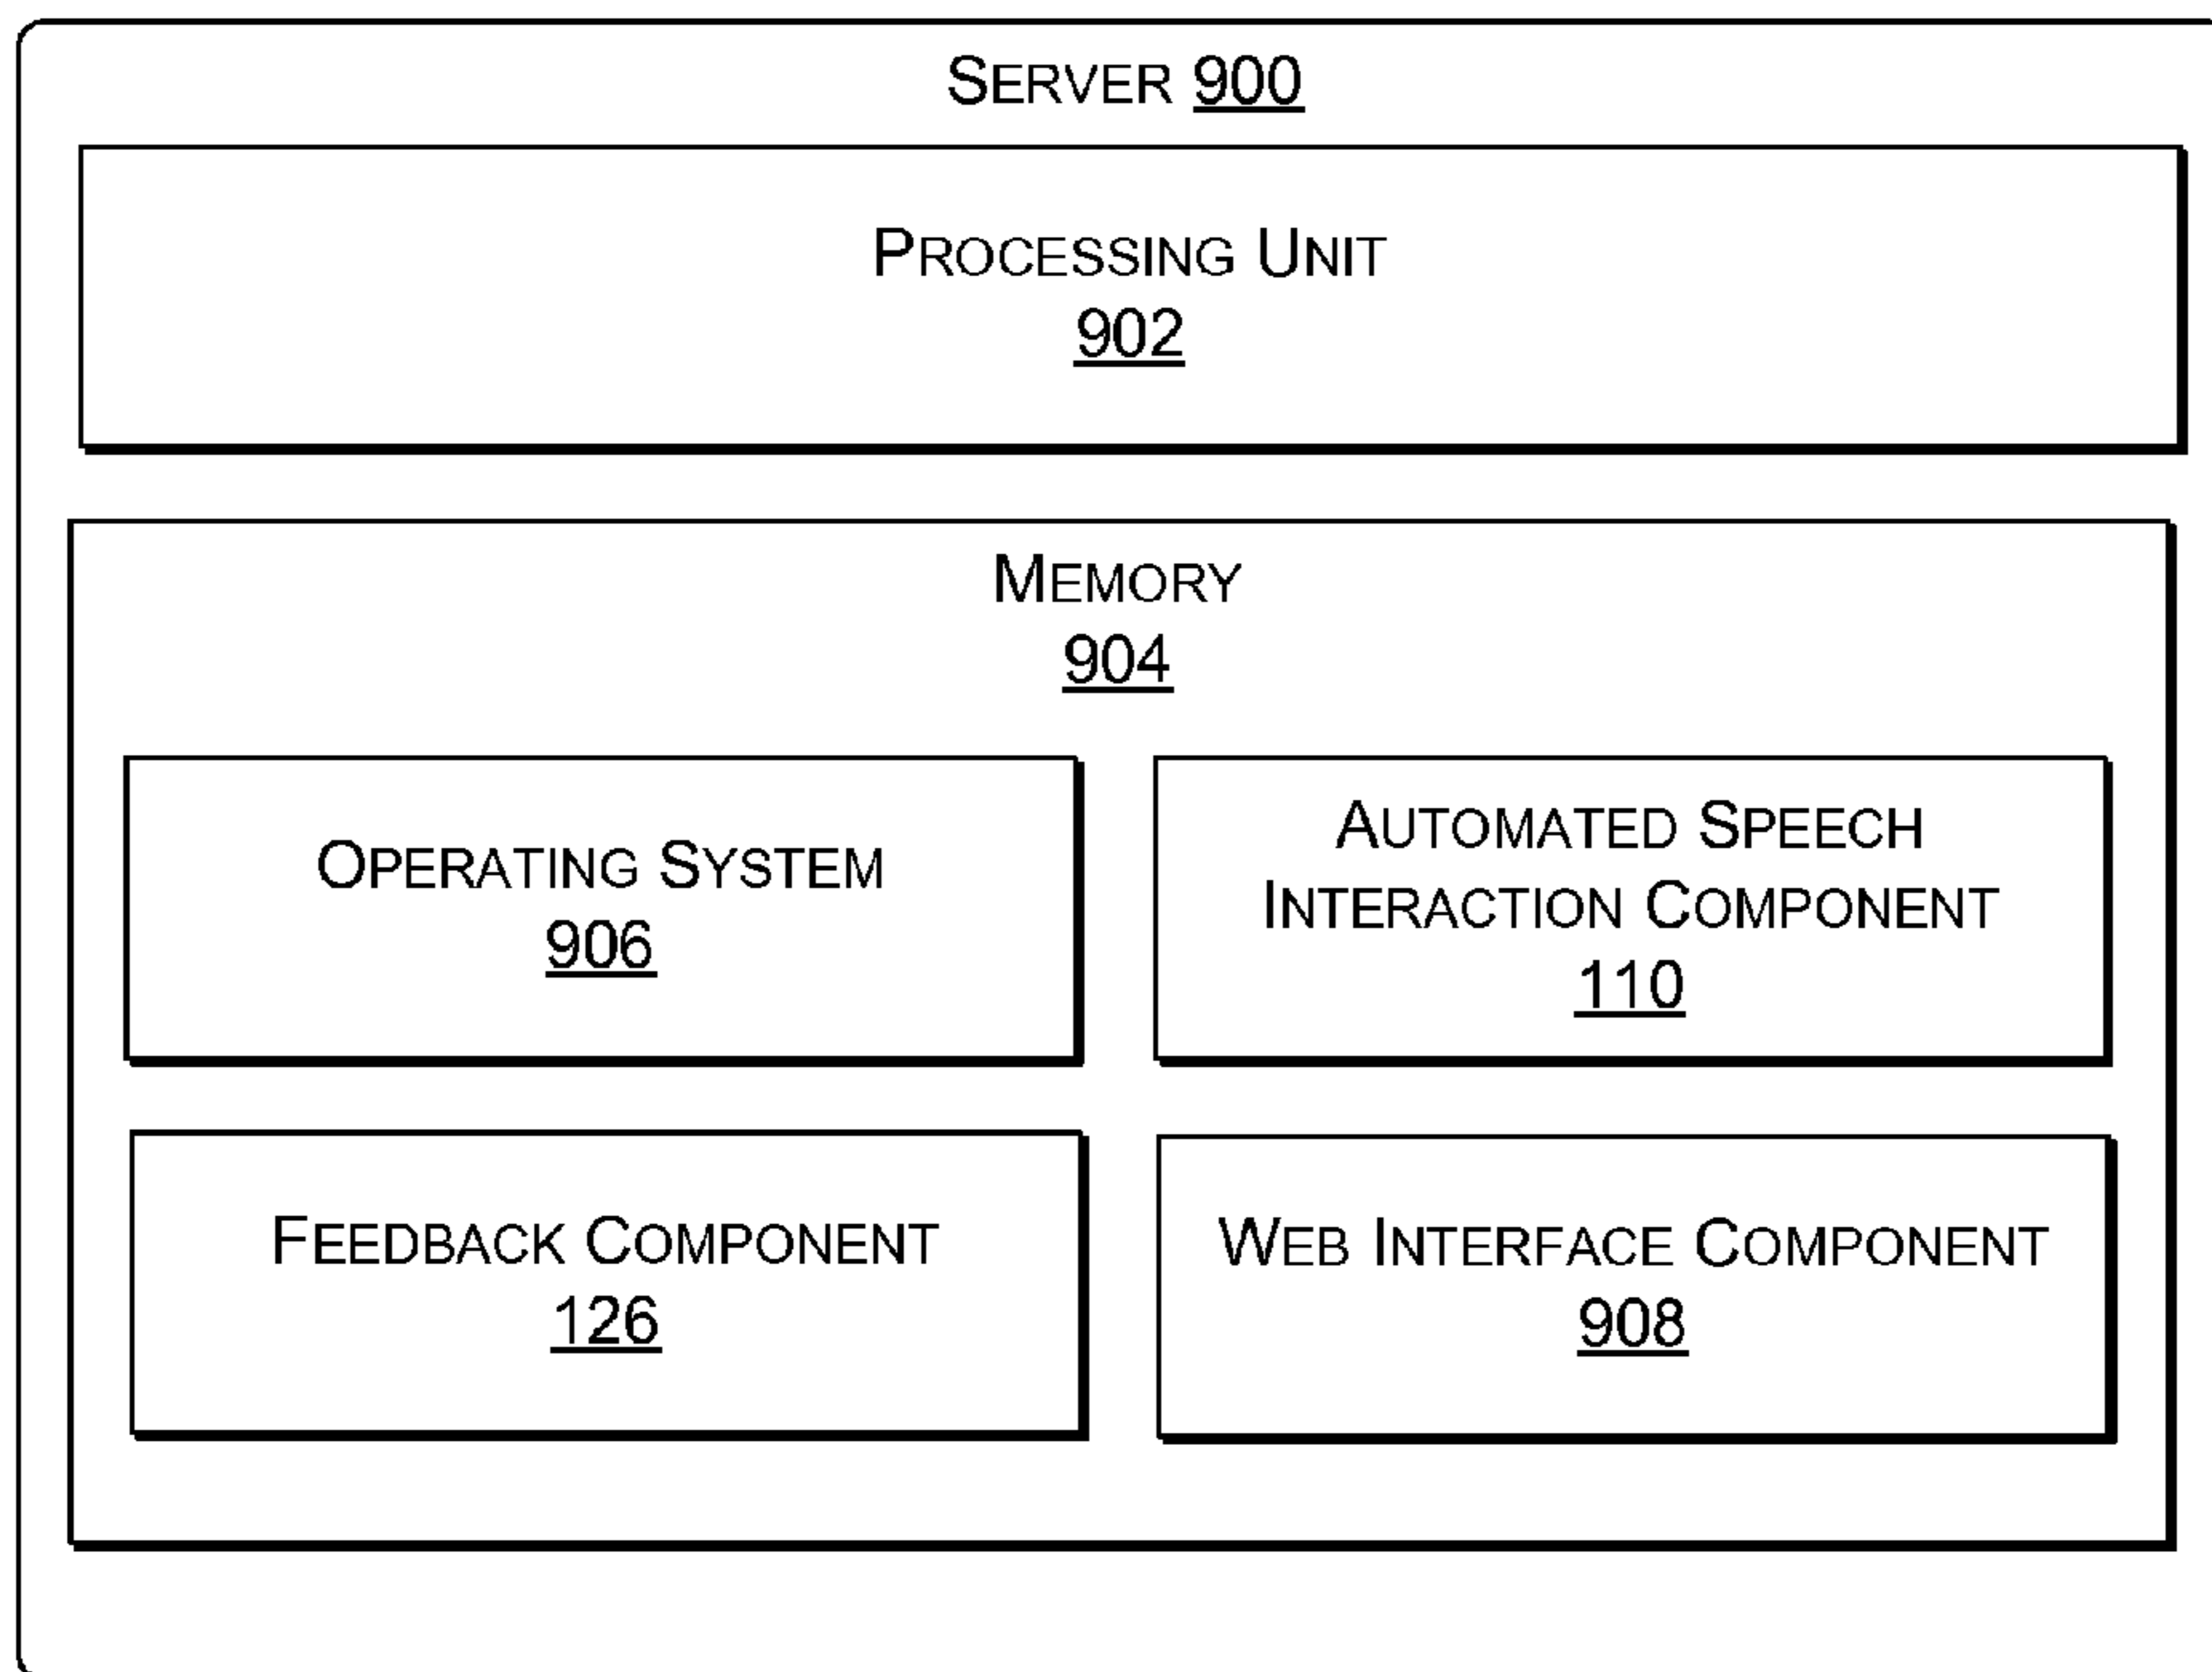 SERVER 900
PROCESSING UNIT
902
MEMORY
904
OPERATING SYSTEM
906
AUTOMATED SPEECH
INTERACTION COMPONENT
110
FEEDBACK COMPONENT
126
WEB INTERFACE COMPONENT
908